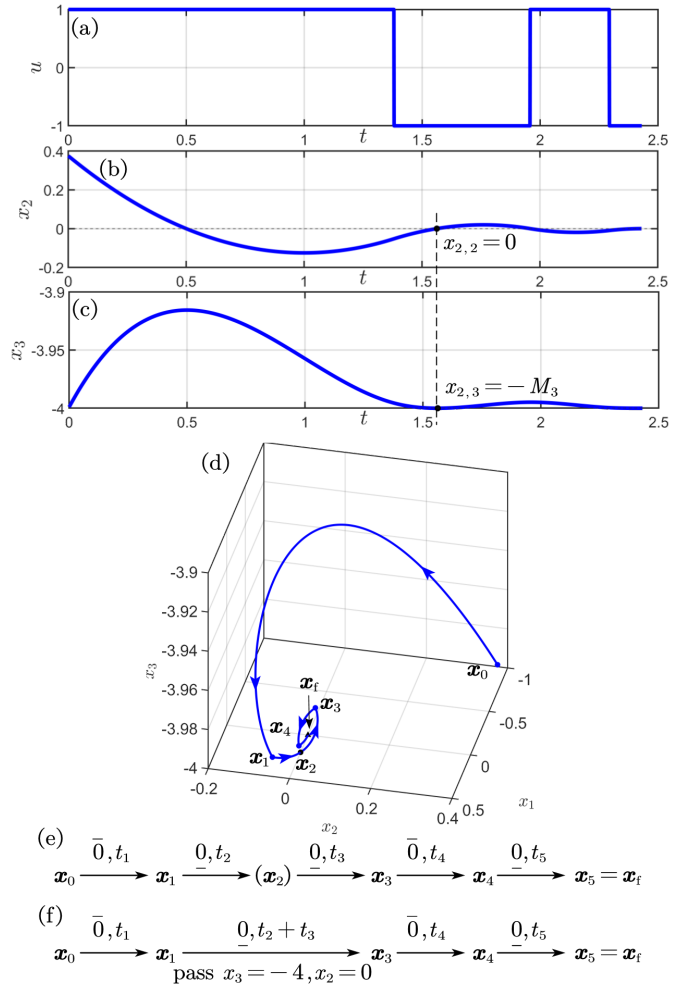 (a)
u
1
0
-1
0
0.5
1
t
1.5
2
2.5
(b)
x₂
0.4
0.2
0
-0.2
x₂,₂ = 0
0
0.5
1
t
1.5
2
2.5
(c)
x₃
-3.9
-3.95
-4
x₂,₃ = − M₃
0
0.5
1
t
1.5
2
2.5
(d)
x₃
-3.9
-3.92
-3.94
-3.96
-3.98
-4
x₀
x_f
x₃
x₄
x₁
x₂
-1
-0.5
0
0.5
x₁
-0.2
0
0.2
0.4
x₂
(e)
0̅, t₁ 0̲, t₂ 0̲, t₃ 0̅, t₄ 0̲, t₅
x₀ → x₁ → (x₂) → x₃ → x₄ → x₅ = x_f
(f)
0̅, t₁ 0̲, t₂ + t₃ 0̅, t₄ 0̲, t₅
x₀ → x₁ → x₃ → x₄ → x₅ = x_f
pass x₃ = − 4, x₂ = 0